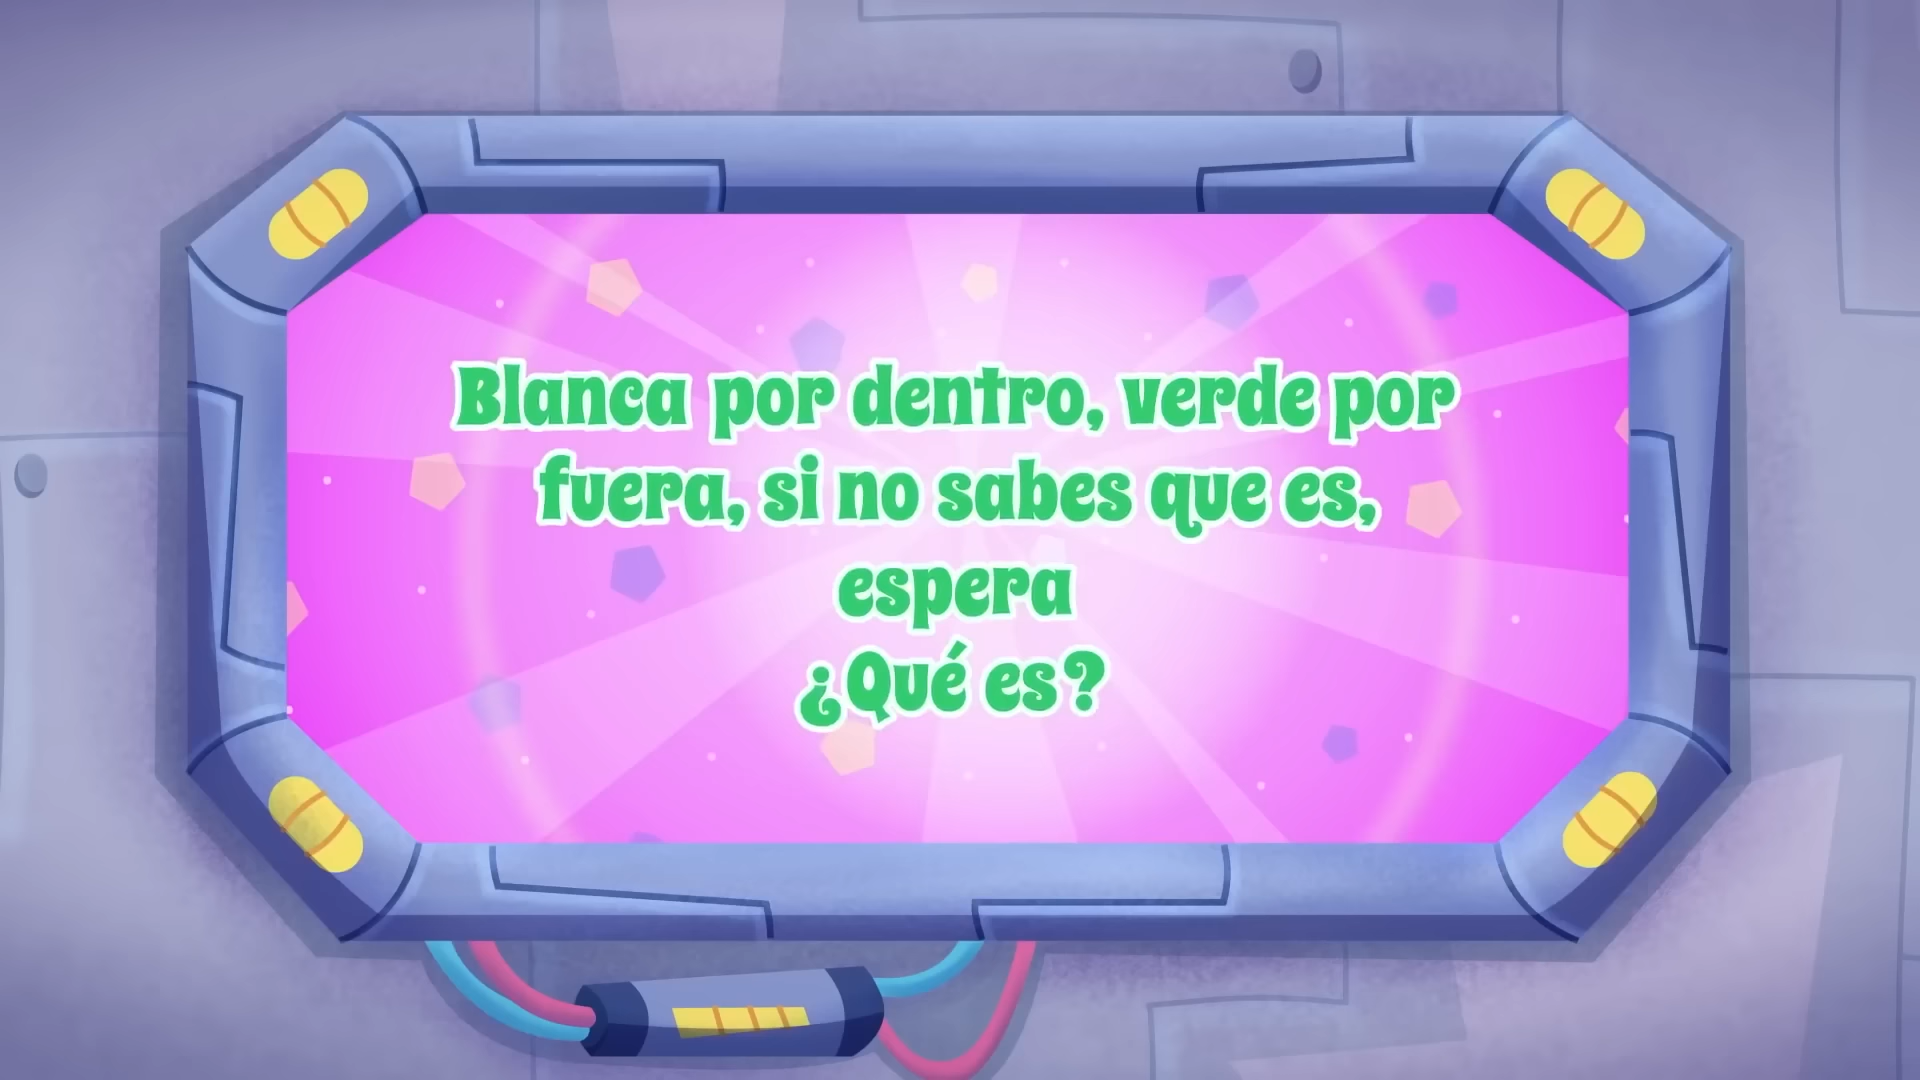 Blanca por dentro, verde por
fuera, si no sabes que es,
espera
¿Qué es?